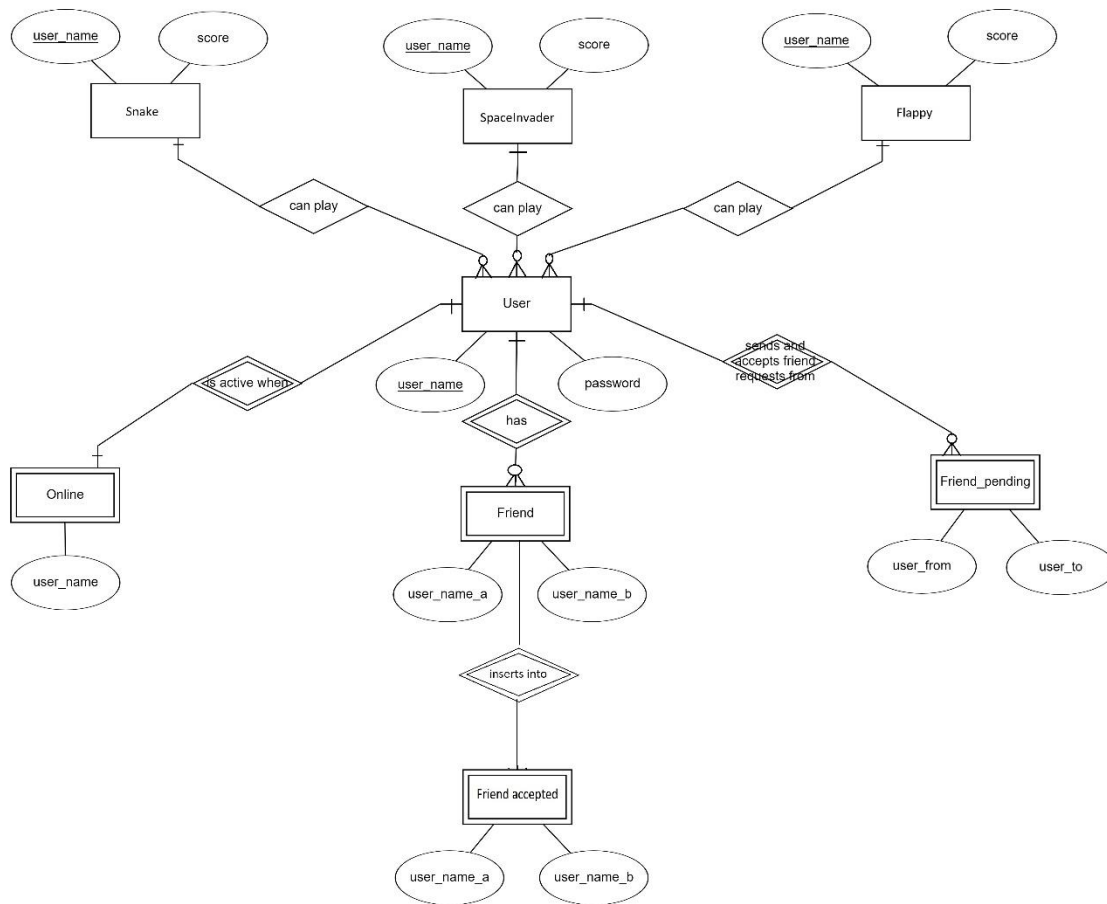 user_name
score
user_name
score
user_name
score
Snake
SpaceInvader
Flappy
can play
can play
can play
User
user_name
password
is active when
has
sends and
accepts friend
requests from
Online
Friend
Friend_pending
user_name
user_name_a
user_name_b
user_from
user_to
inserts into
Friend accepted
user_name_a
user_name_b